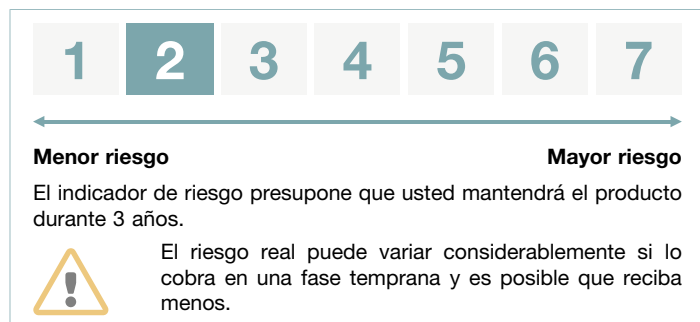 1 2 3 4 5 6 7
Menor riesgo Mayor riesgo
El indicador de riesgo presupone que usted mantendrá el producto
durante 3 años.
El riesgo real puede variar considerablemente si lo
cobra en una fase temprana y es posible que reciba
menos.